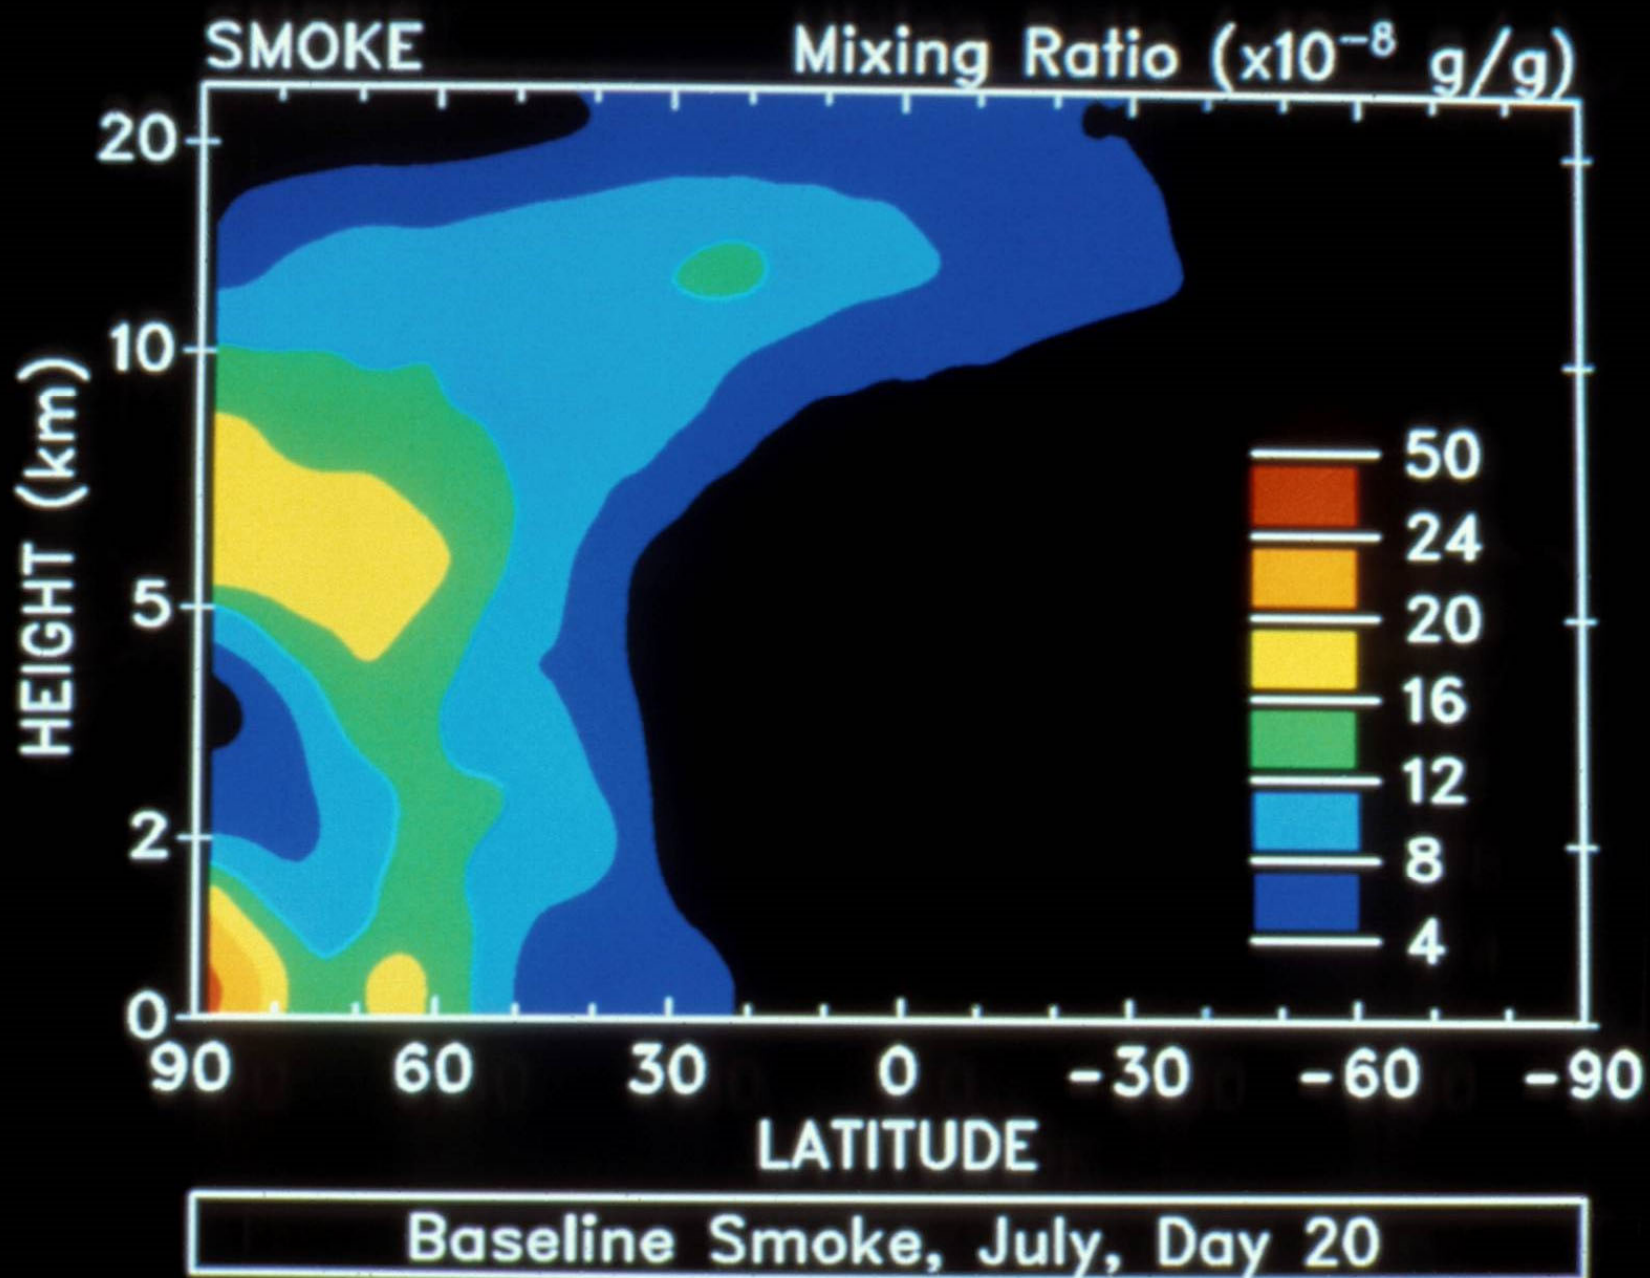 SMOKE Mixing Ratio (x10⁻⁸ g/g)
20
10
5
2
0
HEIGHT (km)
50
24
20
16
12
8
4
90 60 30 0 -30 -60 -90
LATITUDE
Baseline Smoke, July, Day 20